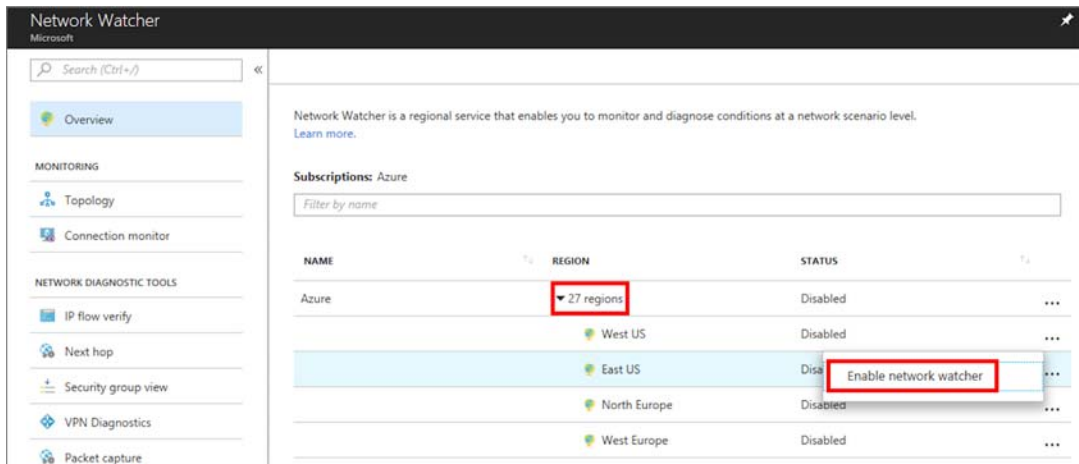 Network Watcher
Microsoft
Search (Ctrl+/)
Overview
MONITORING
Topology
Connection monitor
NETWORK DIAGNOSTIC TOOLS
IP flow verify
Next hop
Security group view
VPN Diagnostics
Packet capture
Network Watcher is a regional service that enables you to monitor and diagnose conditions at a network scenario level.
Learn more.
Subscriptions: Azure
Filter by name
NAME REGION STATUS
Azure 27 regions Disabled ...
West US Disabled ...
East US Disa ...
Enable network watcher
North Europe Disabled ...
West Europe Disabled ...